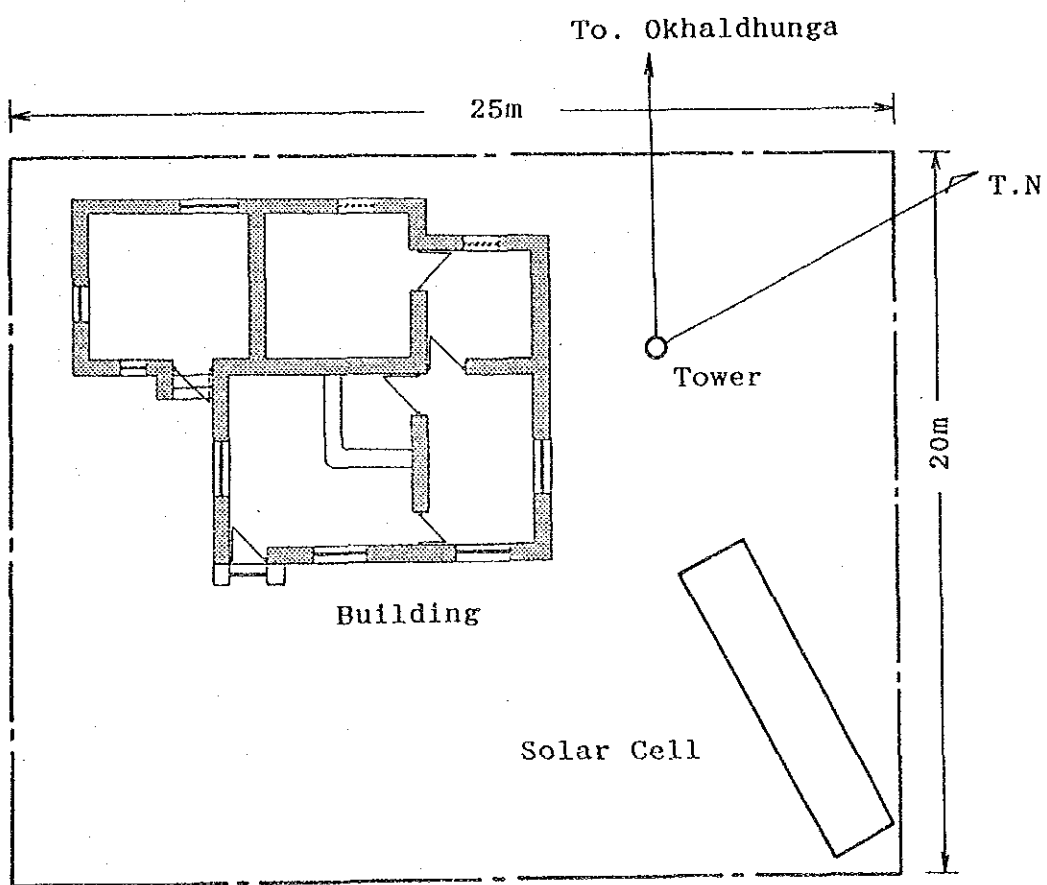 To. Okhaldhunga
25m
T.N
Tower
20m
Building
Solar Cell